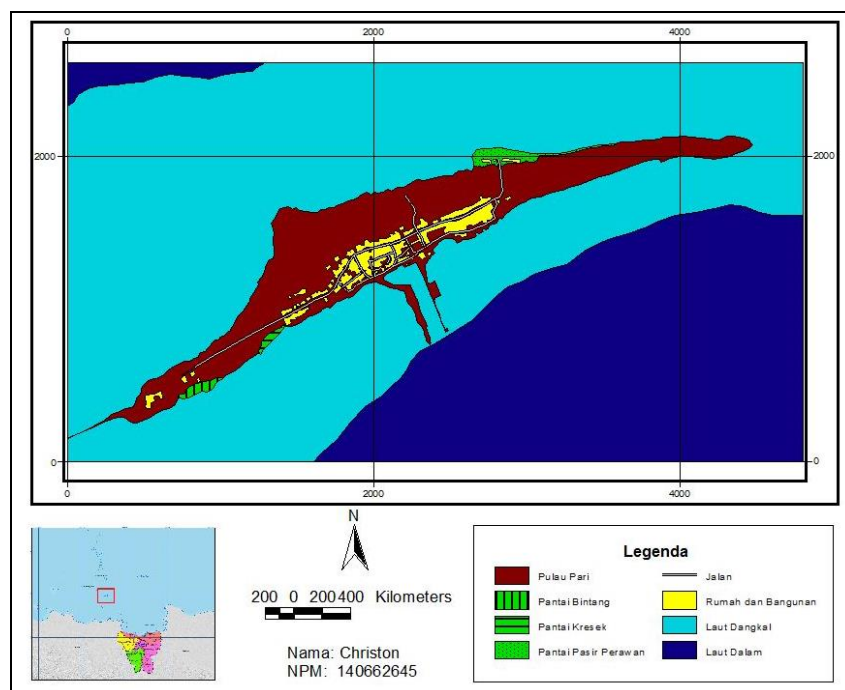 0 2000 4000
2000 2000
0 0
0 2000 4000
N
200 0 200400 Kilometers
Nama: Christon
NPM: 140662645
Legenda
Pulau Pari
Pantai Bintang
Pantai Kresek
Pantai Pasir Perawan
Jalan
Rumah dan Bangunan
Laut Dangkal
Laut Dalam